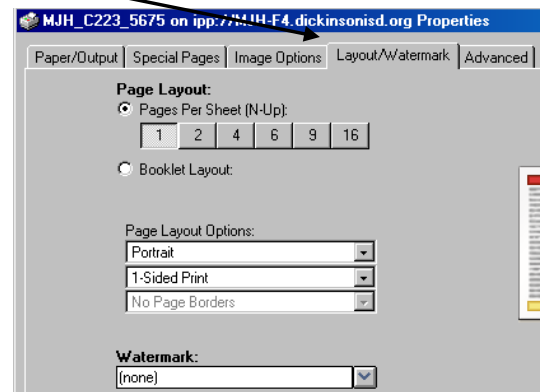 MJH_C223_5675 on ipp://MJH-F4.dickinsonisd.org Properties
Paper/Output Special Pages Image Options Layout/Watermark Advanced
Page Layout:
Pages Per Sheet (N-Up):
1 2 4 6 9 16
Booklet Layout:
Page Layout Options:
Portrait
1-Sided Print
No Page Borders
Watermark:
(none)